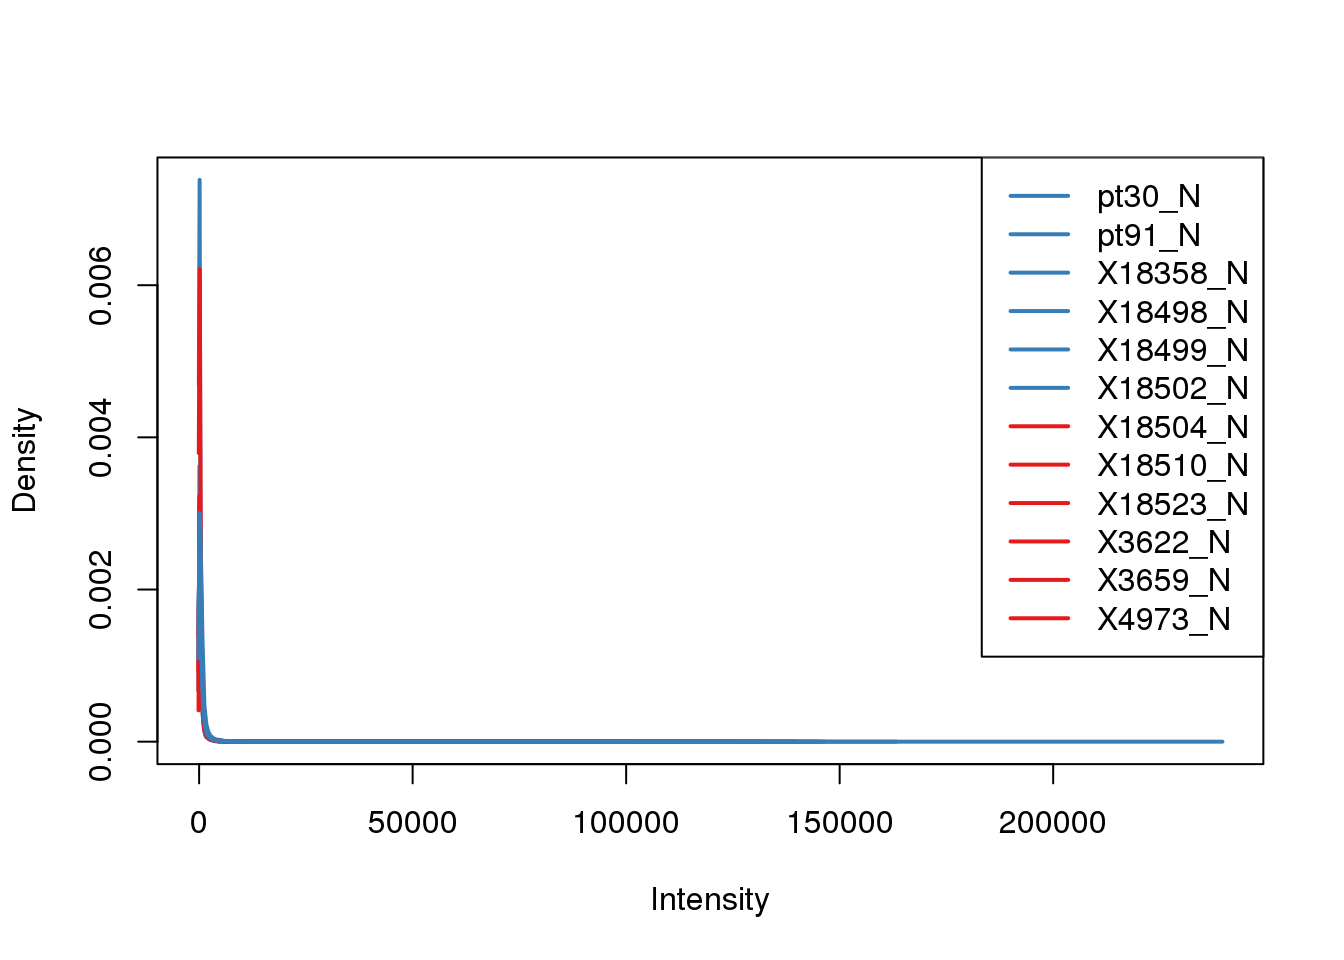 pt30_N
pt91_N
X18358_N
X18498_N
X18499_N
X18502_N
X18504_N
X18510_N
X18523_N
X3622_N
X3659_N
X4973_N
Density
0.006
0.004
0.002
0.000
0 50000 100000 150000 200000
Intensity